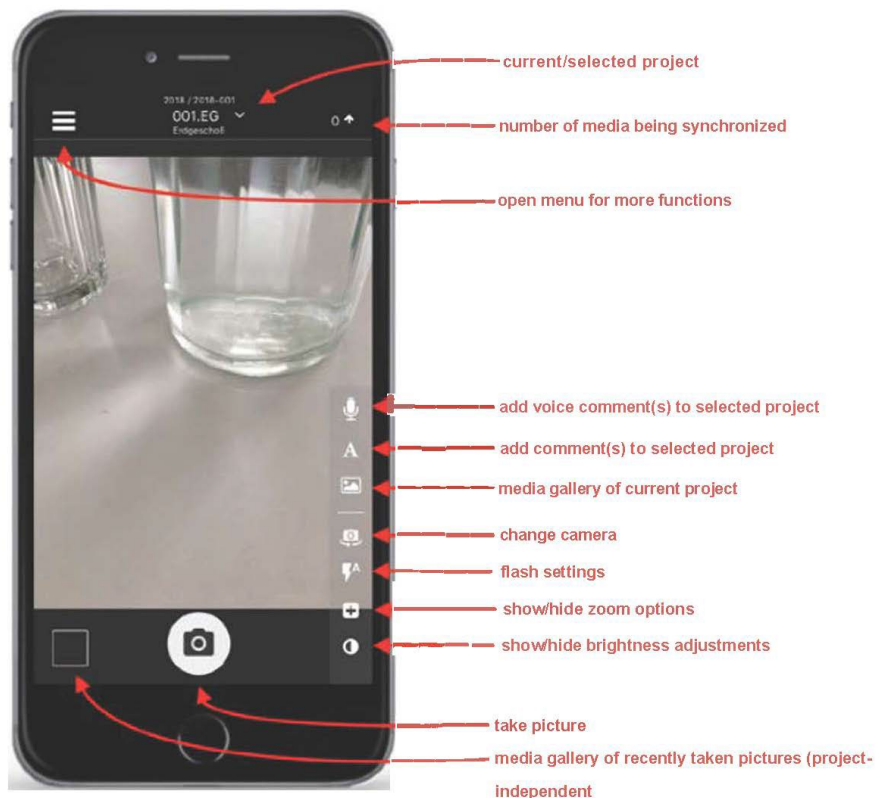 current/selected project
2018 / 2018-001
001.EG
Erdgeschoß
0
number of media being synchronized
open menu for more functions
add voice comment(s) to selected project
A
add comment(s) to selected project
media gallery of current project
change camera
A
flash settings
show/hide zoom options
show/hide brightness adjustments
take picture
media gallery of recently taken pictures (project-
independent